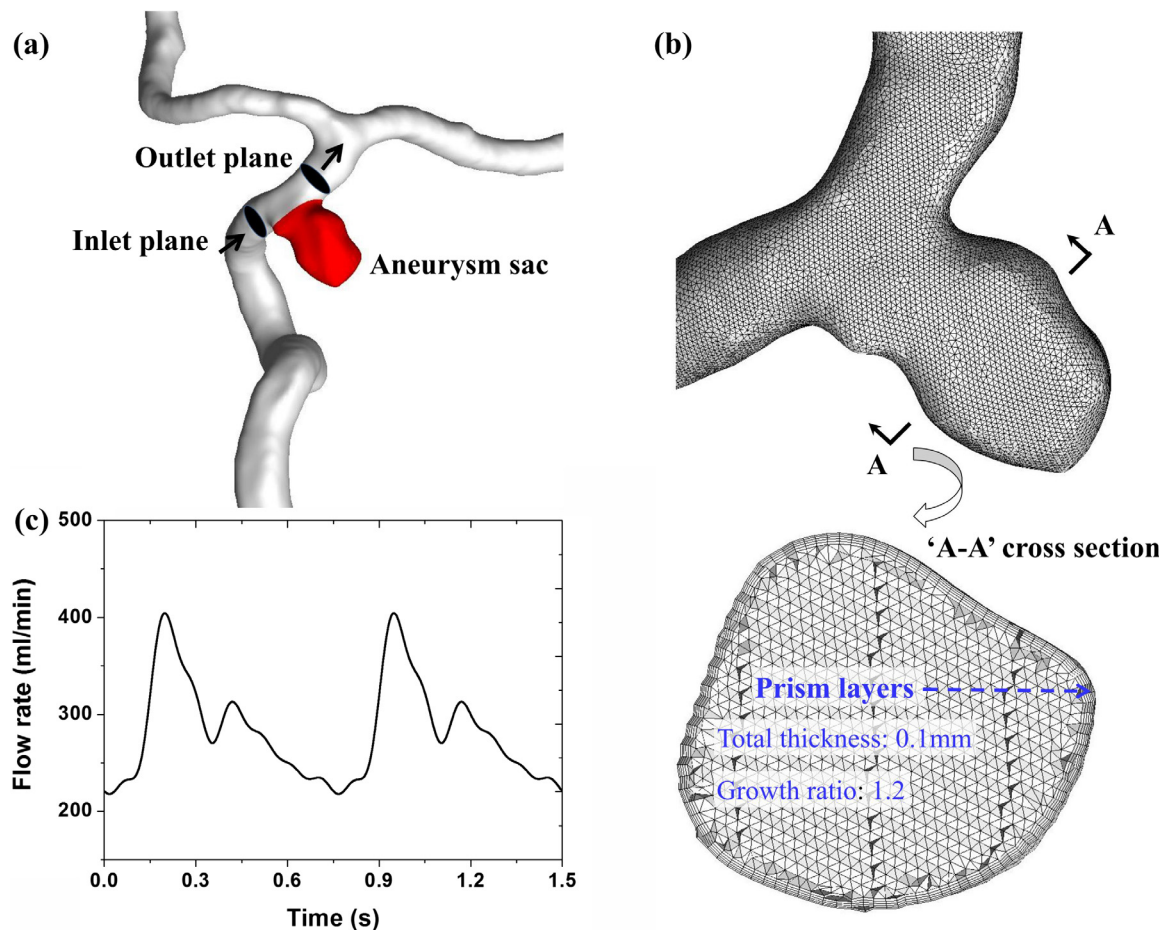 (a)
Outlet plane
Inlet plane
Aneurysm sac
(b)
A
A
‘A-A’ cross section
Prism layers
Total thickness: 0.1mm
Growth ratio: 1.2
(c)
500
400
300
200
Flow rate (ml/min)
0.0 0.3 0.6 0.9 1.2 1.5
Time (s)